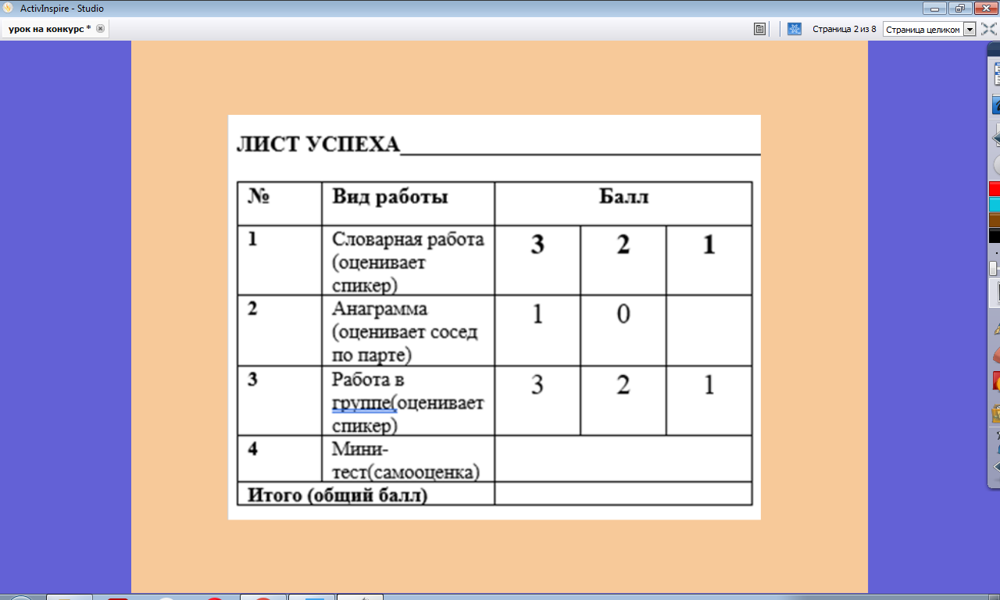 ActivInspire - Studio
урок на конкурс *
Страница 2 из 8
Страница целиком
ЛИСТ УСПЕХА
№ Вид работы Балл
1 Словарная работа 3 2 1
(оценивает
спикер)
2 Анаграмма 1 0
(оценивает сосед
по парте)
3 Работа в 3 2 1
группе(оценивает
спикер)
4 Мини-
тест(самооценка)
Итого (общий балл)